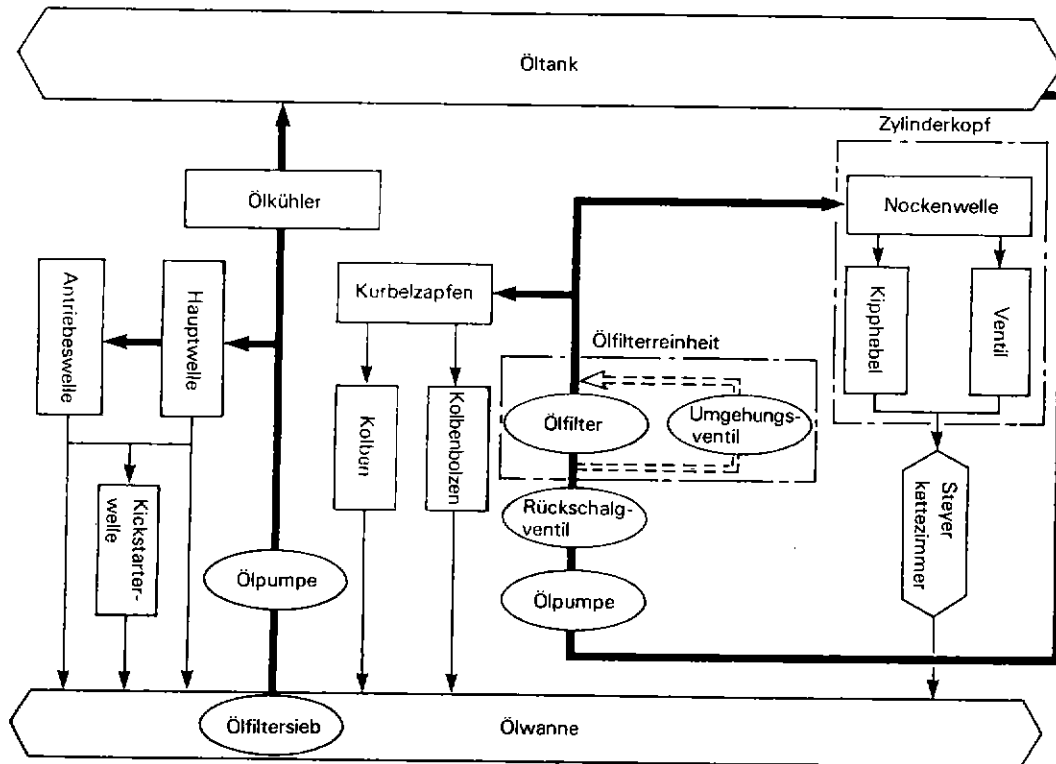 Öltank
Zylinderkopf
Ölkühler
Nockenwelle
Antriebeswelle
Hauptwelle
Kurbelzapfen
Kipphebel
Ventil
Ölfilterreinheit
Kolben
Kolbenbolzen
Ölfilter
Umgehungs-
ventil
Steyer
kettezimmer
Kickstarter-
welle
Rückschalg-
ventil
Ölpumpe
Ölpumpe
Ölfiltersieb
Ölwanne